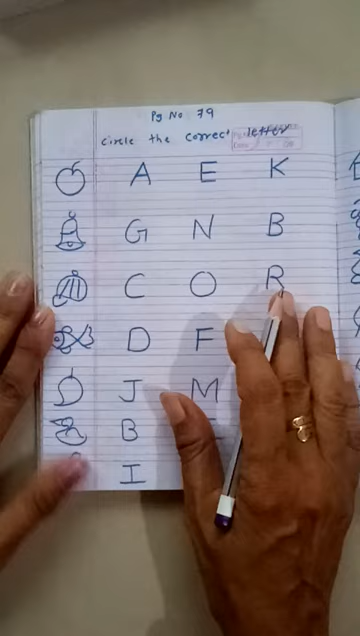 Pg No: 79
Circle the correct letter
A E K
G N B
C O R
D F
J M
B
I